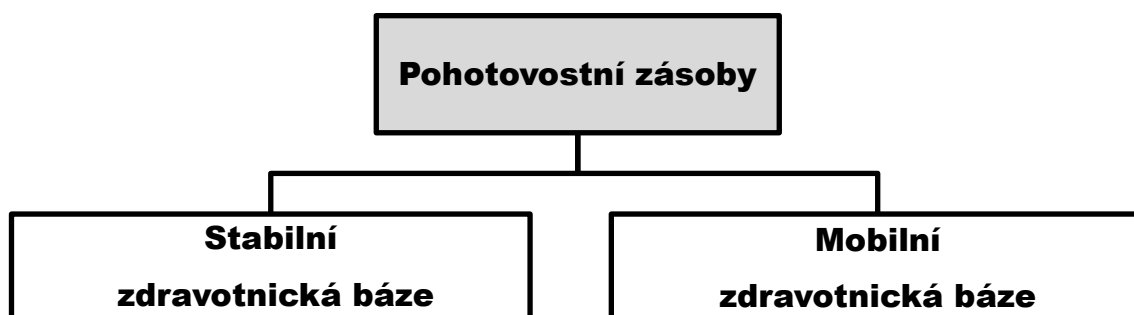 Pohotovostní zásoby
Stabilní
zdravotnická báze
Mobilní
zdravotnická báze